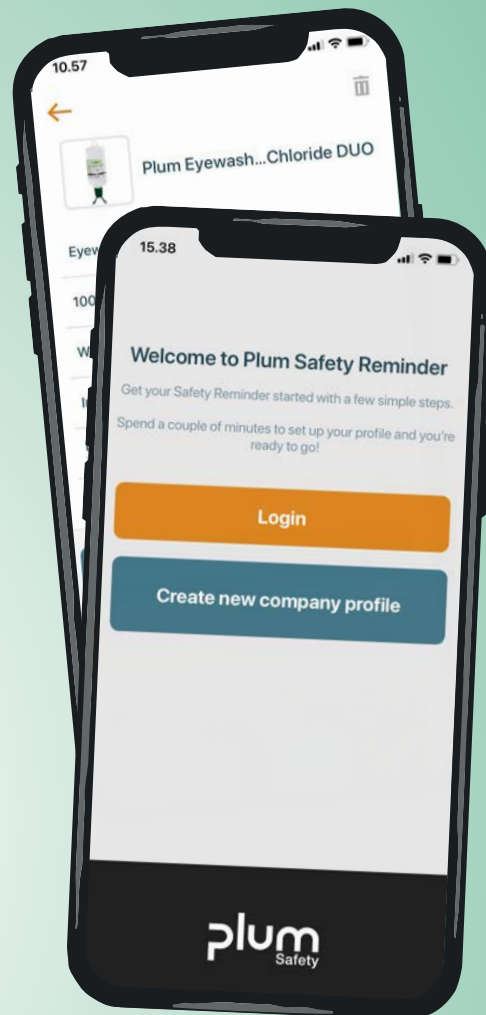 10.57
Plum Eyewash...Chloride DUO
Eyew
100
W
15.38
Welcome to Plum Safety Reminder
Get your Safety Reminder started with a few simple steps.
Spend a couple of minutes to set up your profile and you're
ready to go!
Login
Create new company profile
plum
Safety